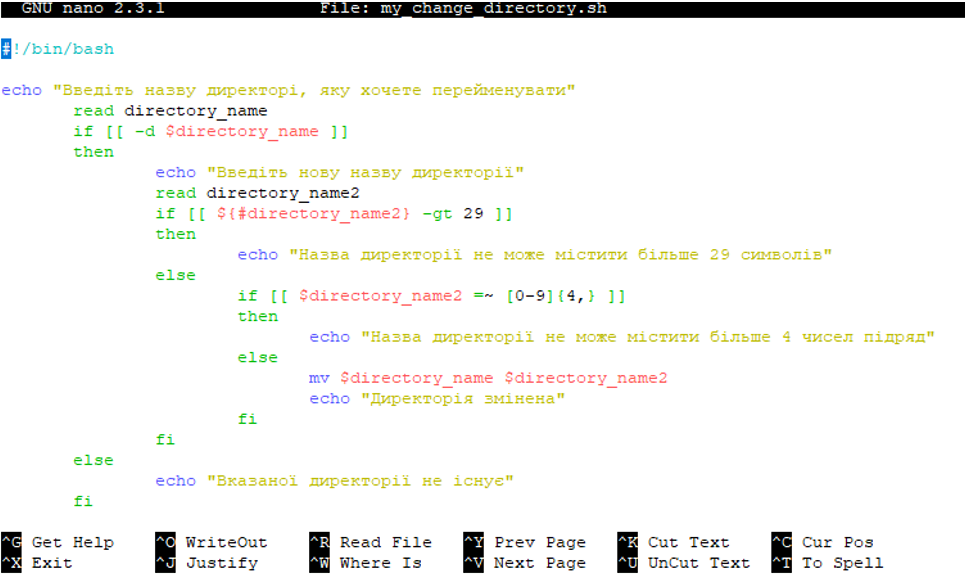 GNU nano 2.3.1 File: my_change_directory.sh
#!/bin/bash
echo "Введіть назву директорі, яку хочете перейменувати"
read directory_name
if [[ -d $directory_name ]]
then
echo "Введіть нову назву директорії"
read directory_name2
if [[ ${#directory_name2} -gt 29 ]]
then
echo "Назва директорії не може містити більше 29 символів"
else
if [[ $directory_name2 =~ [0-9]{4,} ]]
then
echo "Назва директорії не може містити більше 4 чисел підряд"
else
mv $directory_name $directory_name2
echo "Директорія змінена"
fi
fi
else
echo "Вказаної директорії не існує"
fi
^G Get Help ^O WriteOut ^R Read File ^Y Prev Page ^K Cut Text ^C Cur Pos
^X Exit ^J Justify ^W Where Is ^V Next Page ^U UnCut Text ^T To Spell